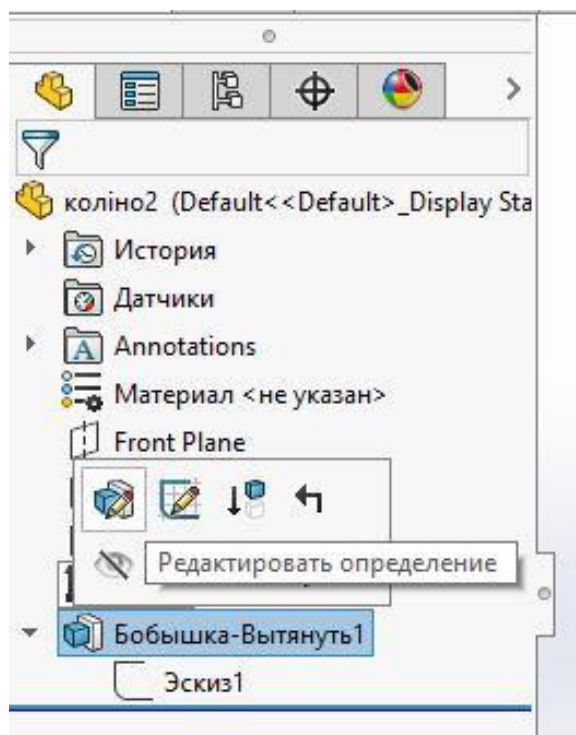 коліно2 (Default<<Default>_Display Sta
История
Датчики
Annotations
Материал <не указан>
Front Plane
Редактировать определение
Бобышка-Вытянуть1
Эскиз1